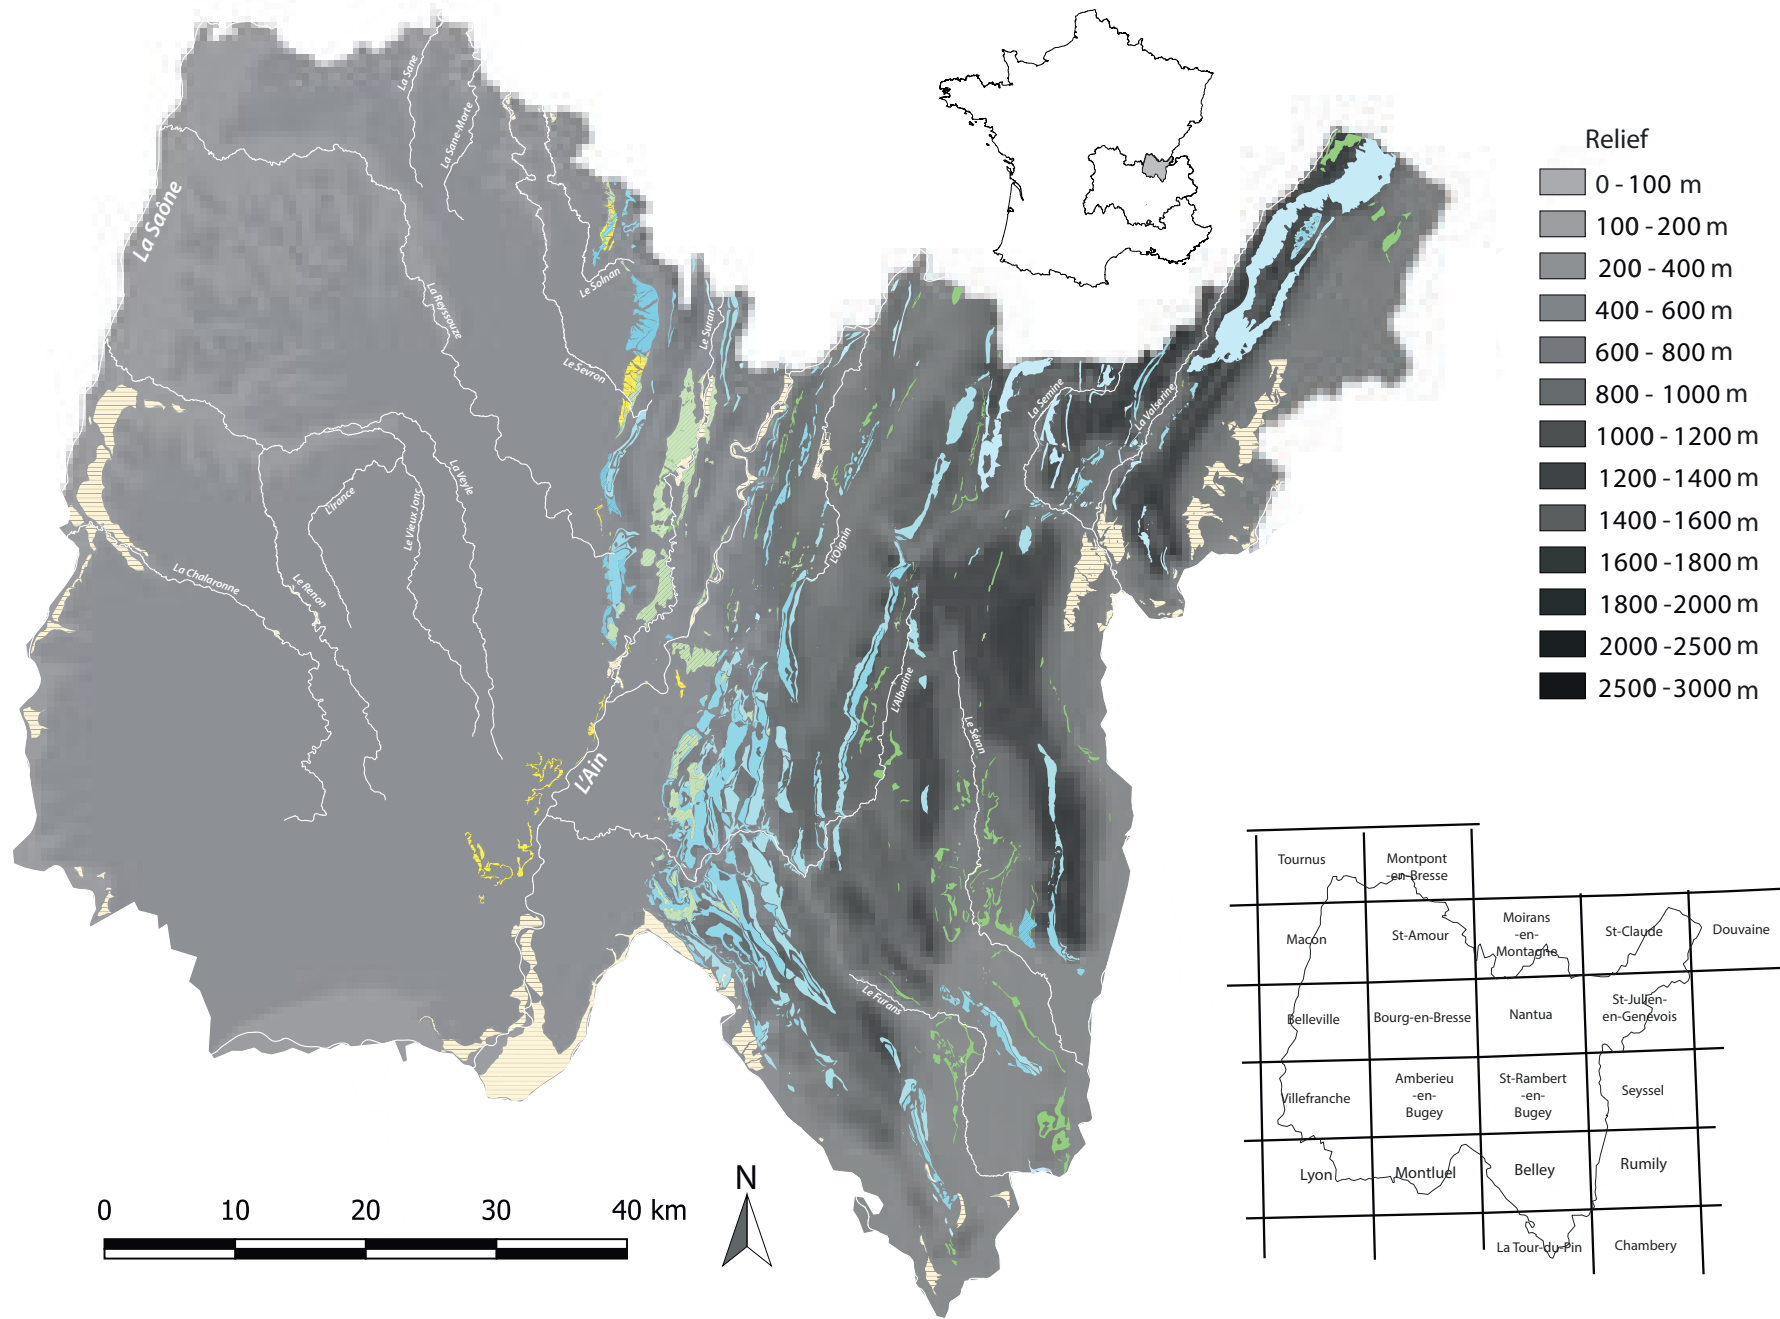 La Sane
La Sane-Morte
La Saône
La Reyssouze
Le Solnan
Le Sevron
Le Suran
La Semine
La Valserine
L'Irance
Le Vieux Jonc
La Veyle
La Chalaronne
Le Renon
L'Oignin
L'Albarine
Le Séran
L'Ain
Le Furans
Relief
0 - 100 m
100 - 200 m
200 - 400 m
400 - 600 m
600 - 800 m
800 - 1000 m
1000 - 1200 m
1200 - 1400 m
1400 - 1600 m
1600 - 1800 m
1800 - 2000 m
2000 - 2500 m
2500 - 3000 m
0 10 20 30 40 km
N
Tournus
Montpont
-en-Bresse
Macon
St-Amour
Moirans
-en-
Montagne
St-Claude
Douvaine
Belleville
Bourg-en-Bresse
Nantua
St-Julien-
en-Genevois
Villefranche
Amberieu
-en-
Bugey
St-Rambert
-en-
Bugey
Seyssel
Lyon
Montluel
Belley
Rumily
La Tour-du-Pin
Chambery